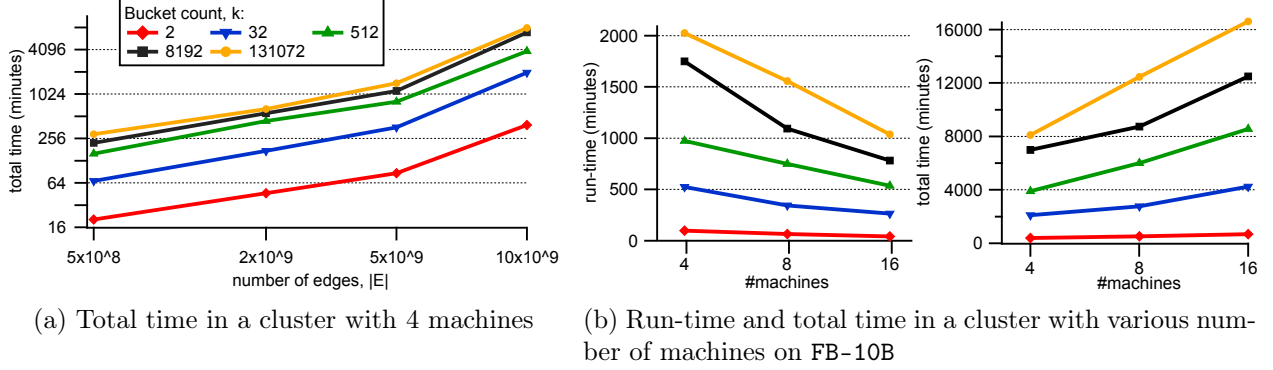 Bucket count, k:
2 32 512
8192 131072
total time (minutes)
4096
1024
256
64
16
5x10^8 2x10^9 5x10^9 10x10^9
number of edges, |E|
run-time (minutes)
2000
1500
1000
500
0
4 8 16
#machines
total time (minutes)
16000
12000
8000
4000
0
4 8 16
#machines
(a) Total time in a cluster with 4 machines
(b) Run-time and total time in a cluster with various num-
ber of machines on FB-10B